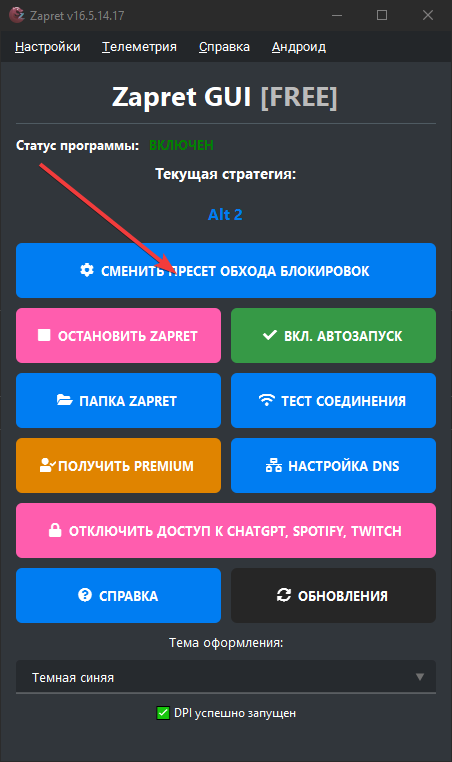 Zapret v16.5.14.17
Настройки Телеметрия Справка Андроид
Zapret GUI [FREE]
Статус программы: ВКЛЮЧЕН
Текущая стратегия:
Alt 2
СМЕНИТЬ ПРЕСЕТ ОБХОДА БЛОКИРОВОК
ОСТАНОВИТЬ ZAPRET
ВКЛ. АВТОЗАПУСК
ПАПКА ZAPRET
ТЕСТ СОЕДИНЕНИЯ
ПОЛУЧИТЬ PREMIUM
НАСТРОЙКА DNS
ОТКЛЮЧИТЬ ДОСТУП К CHATGPT, SPOTIFY, TWITCH
СПРАВКА
ОБНОВЛЕНИЯ
Тема оформления:
Темная синяя
DPI успешно запущен